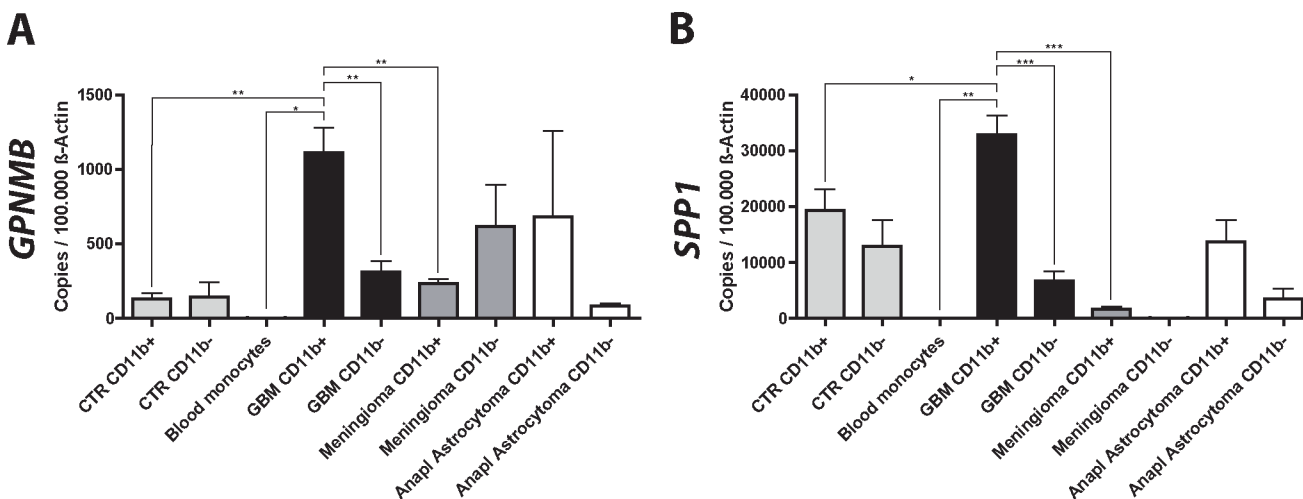 A
GPNMB
Copies / 100.000 ß-Actin
1500
1000
500
0
**
*
**
**
CTR CD11b+
CTR CD11b-
Blood monocytes
GBM CD11b+
GBM CD11b-
Meningioma CD11b+
Meningioma CD11b-
Anapl Astrocytoma CD11b+
Anapl Astrocytoma CD11b-
B
SPP1
Copies / 100.000 ß-Actin
40000
30000
20000
10000
0
*
**
***
***
CTR CD11b+
CTR CD11b-
Blood monocytes
GBM CD11b+
GBM CD11b-
Meningioma CD11b+
Meningioma CD11b-
Anapl Astrocytoma CD11b+
Anapl Astrocytoma CD11b-